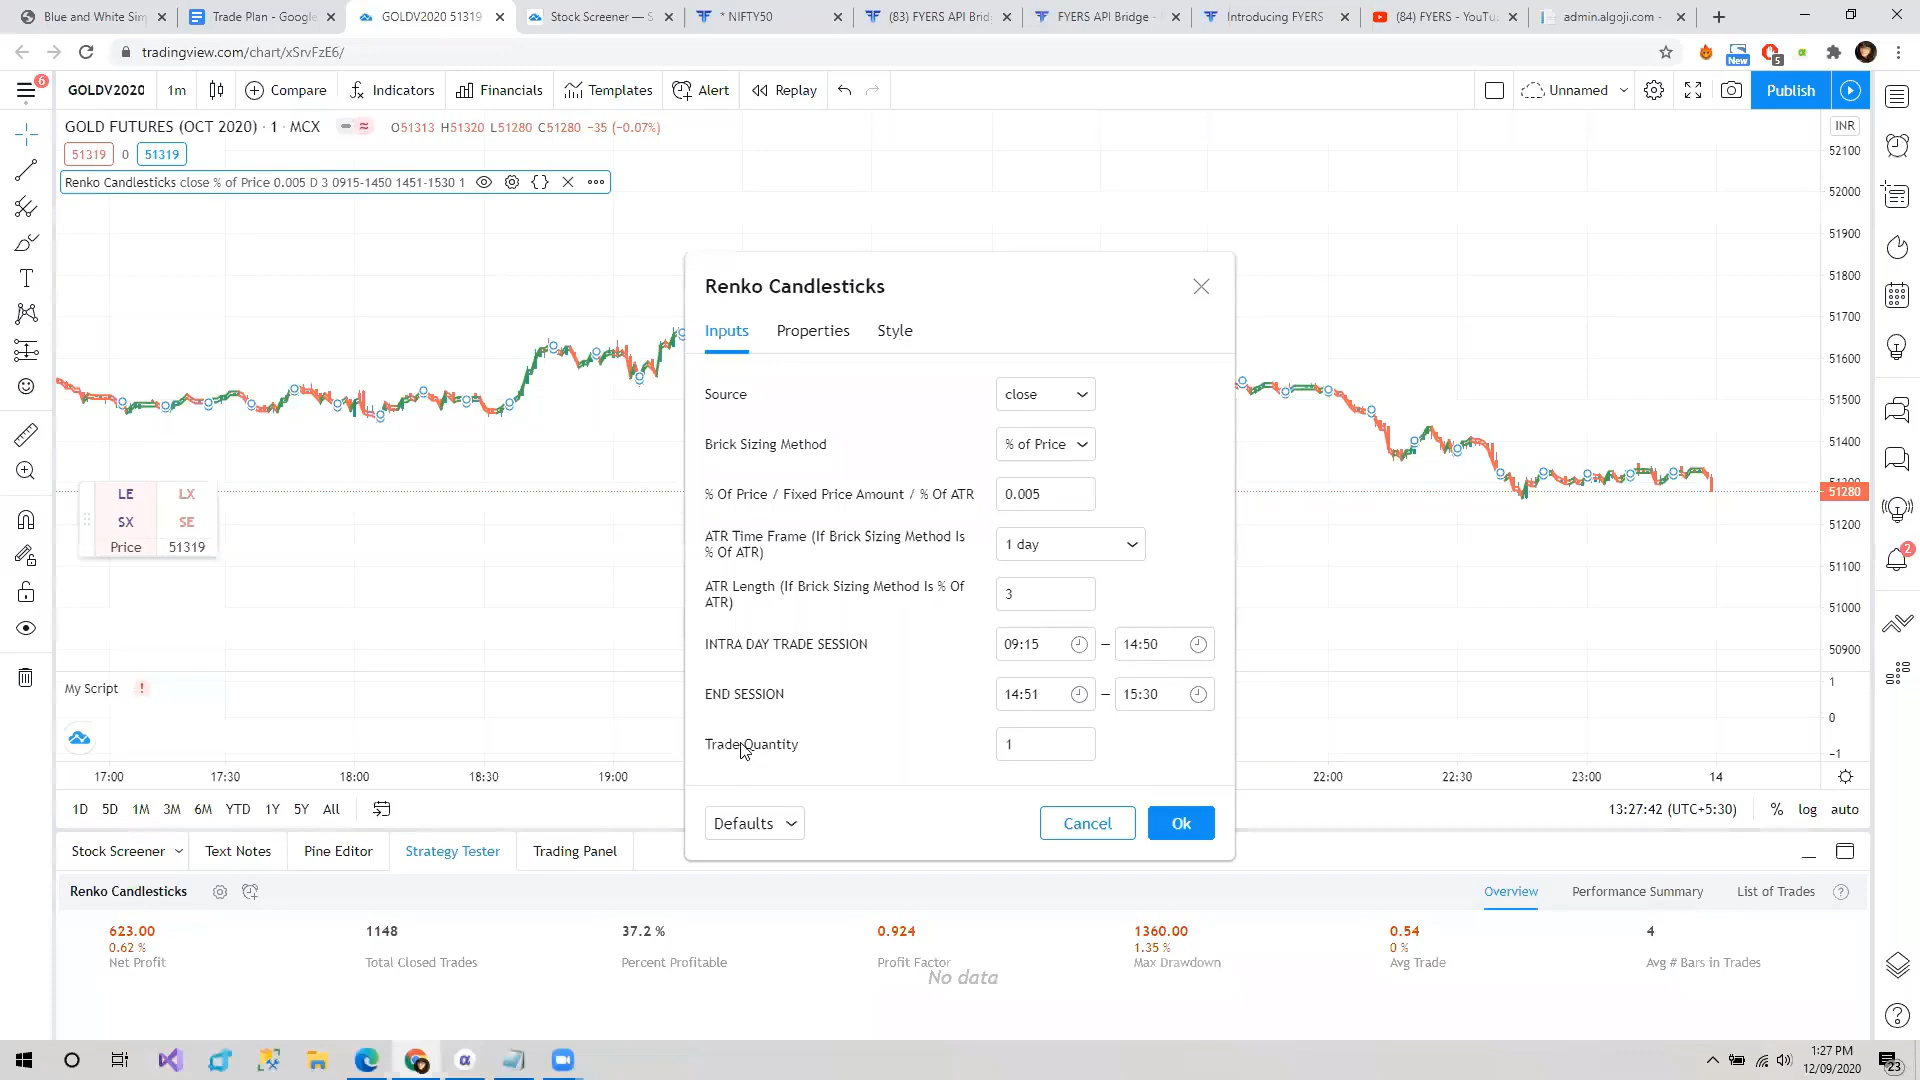 Blue and White Sim
Trade Plan - Google
GOLDV2020 51319
Stock Screener — S
* NIFTY50
(83) FYERS API Brid
FYERS API Bridge -
Introducing FYERS
(84) FYERS - YouTu
admin.algoji.com -
tradingview.com/chart/xSrvFzE6/
New
5
6
GOLDV2020
1m
Compare
Indicators
Financials
Templates
Alert
Replay
Unnamed
Publish
GOLD FUTURES (OCT 2020) · 1 · MCX
O51313 H51320 L51280 C51280 −35 (−0.07%)
INR
51319
0
51319
Renko Candlesticks close % of Price 0.005 D 3 0915-1450 1451-1530 1
52100
52000
51900
51800
51700
51600
51500
51400
51280
51200
51100
51000
50900
1
0
−1
LE
LX
SX
SE
Price
51319
My Script
!
Renko Candlesticks
Inputs
Properties
Style
Source
close
Brick Sizing Method
% of Price
% Of Price / Fixed Price Amount / % Of ATR
0.005
ATR Time Frame (If Brick Sizing Method Is
% Of ATR)
1 day
ATR Length (If Brick Sizing Method Is % Of
ATR)
3
INTRA DAY TRADE SESSION
09:15
–
14:50
END SESSION
14:51
–
15:30
Trade Quantity
1
Defaults
Cancel
Ok
2
17:00
17:30
18:00
18:30
19:00
22:00
22:30
23:00
14
1D
5D
1M
3M
6M
YTD
1Y
5Y
All
13:27:42 (UTC+5:30)
%
log
auto
Stock Screener
Text Notes
Pine Editor
Strategy Tester
Trading Panel
Renko Candlesticks
Overview
Performance Summary
List of Trades
623.00
0.62 %
Net Profit
1148
Total Closed Trades
37.2 %
Percent Profitable
0.924
Profit Factor
1360.00
1.35 %
Max Drawdown
0.54
0 %
Avg Trade
4
Avg # Bars in Trades
No data
1:27 PM
12/09/2020
23